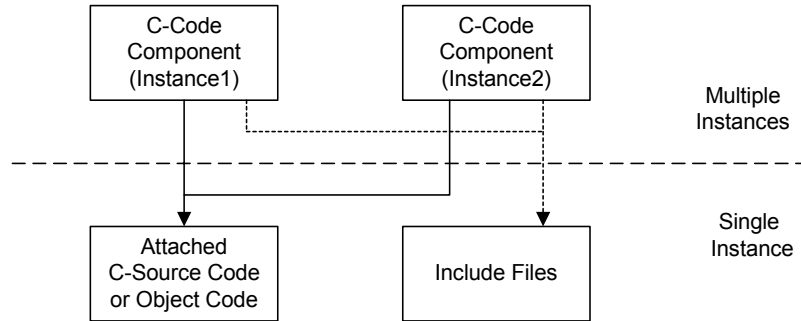 C-Code
Component
(Instance1)
C-Code
Component
(Instance2)
Multiple
Instances
Attached
C-Source Code
or Object Code
Include Files
Single
Instance